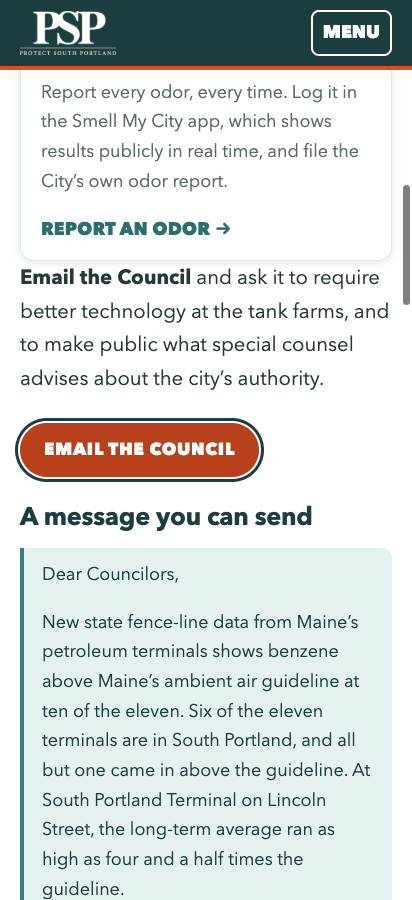 PSP
PROTECT SOUTH PORTLAND
MENU
Report every odor, every time. Log it in
the Smell My City app, which shows
results publicly in real time, and file the
City’s own odor report.
REPORT AN ODOR →
Email the Council and ask it to require
better technology at the tank farms, and
to make public what special counsel
advises about the city’s authority.
EMAIL THE COUNCIL
A message you can send
Dear Councilors,
New state fence-line data from Maine’s
petroleum terminals shows benzene
above Maine’s ambient air guideline at
ten of the eleven. Six of the eleven
terminals are in South Portland, and all
but one came in above the guideline. At
South Portland Terminal on Lincoln
Street, the long-term average ran as
high as four and a half times the
guideline.